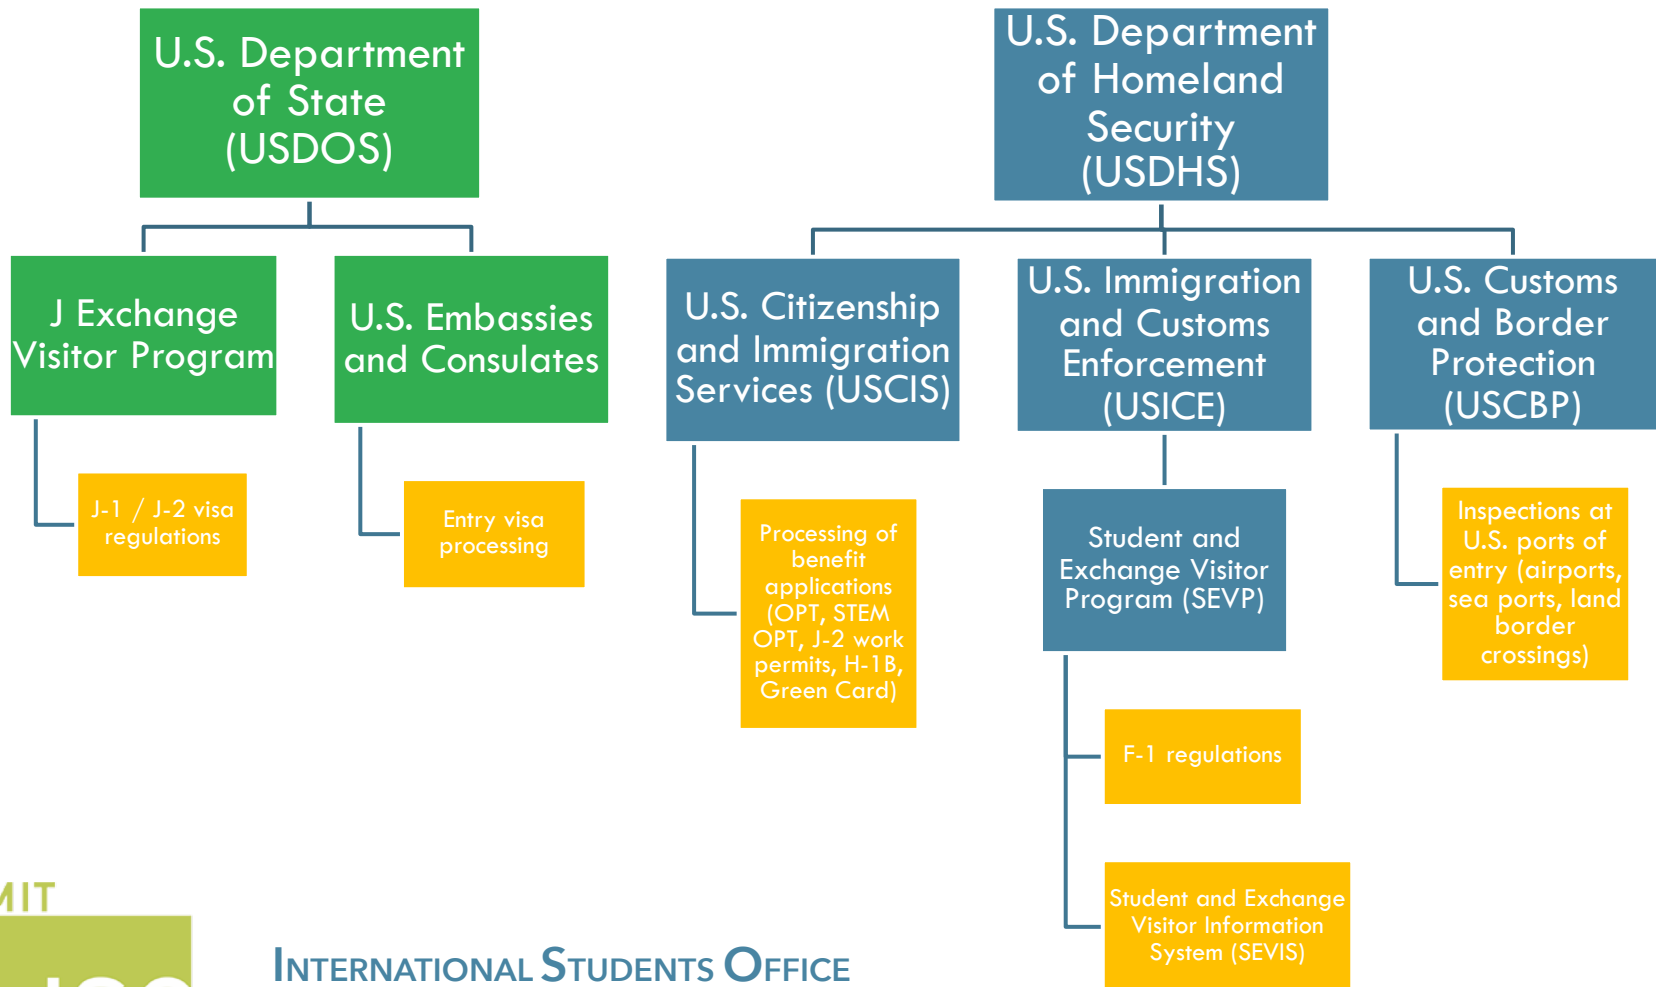 U.S. Department
of State
(USDOS)
U.S. Department
of Homeland
Security
(USDHS)
J Exchange
Visitor Program
U.S. Embassies
and Consulates
U.S. Citizenship
and Immigration
Services (USCIS)
U.S. Immigration
and Customs
Enforcement
(USICE)
U.S. Customs
and Border
Protection
(USCBP)
J-1 / J-2 visa
regulations
Entry visa
processing
Processing of
benefit
applications
(OPT, STEM
OPT, J-2 work
permits, H-1B,
Green Card)
Student and
Exchange Visitor
Program (SEVP)
Inspections at
U.S. ports of
entry (airports,
sea ports, land
border
crossings)
F-1 regulations
Student and Exchange
Visitor Information
System (SEVIS)
MIT
INTERNATIONAL STUDENTS OFFICE